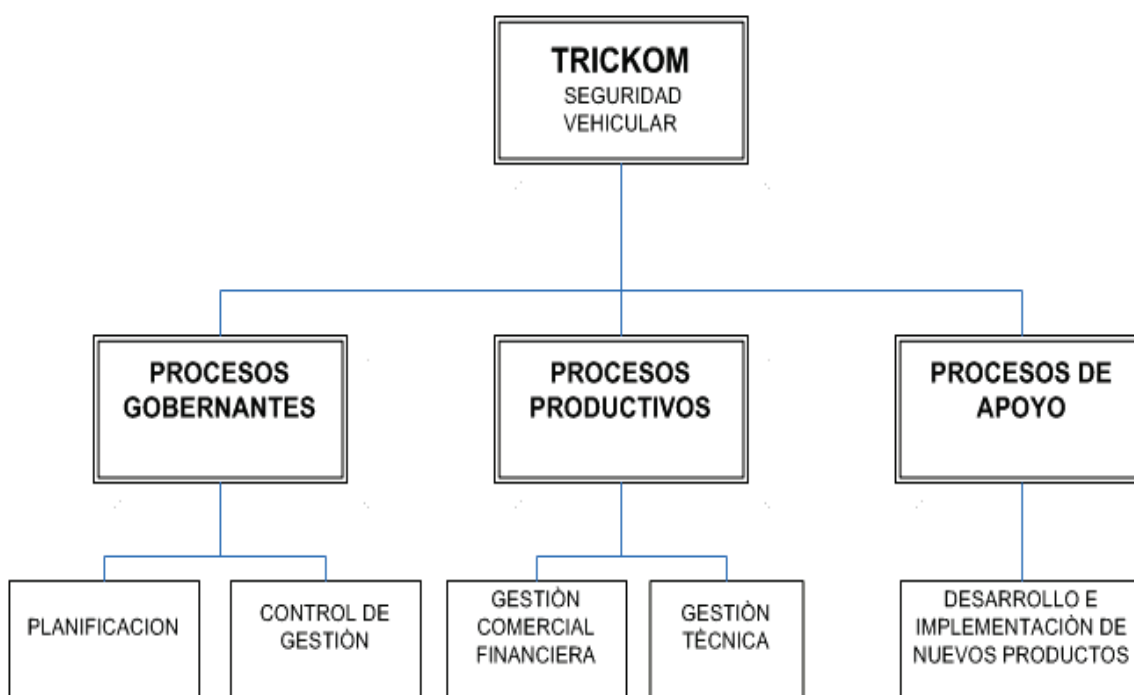 TRICKOM
SEGURIDAD
VEHICULAR
PROCESOS
GOBERNANTES
PROCESOS
PRODUCTIVOS
PROCESOS DE
APOYO
PLANIFICACION
CONTROL DE
GESTIÒN
GESTIÒN
COMERCIAL
FINANCIERA
GESTIÒN
TÈCNICA
DESARROLLO E
IMPLEMENTACIÒN DE
NUEVOS PRODUCTOS